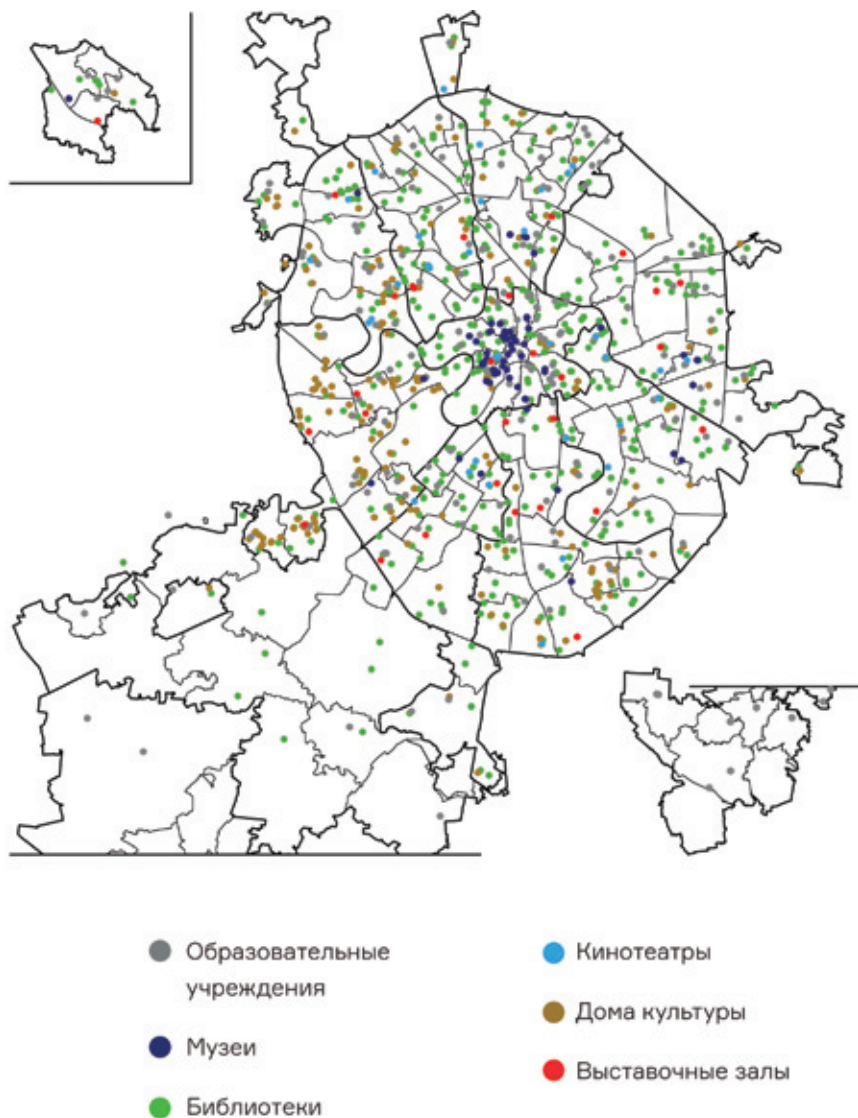 Образовательные
учреждения
Музеи
Библиотеки
Кинотеатры
Дома культуры
Выставочные залы